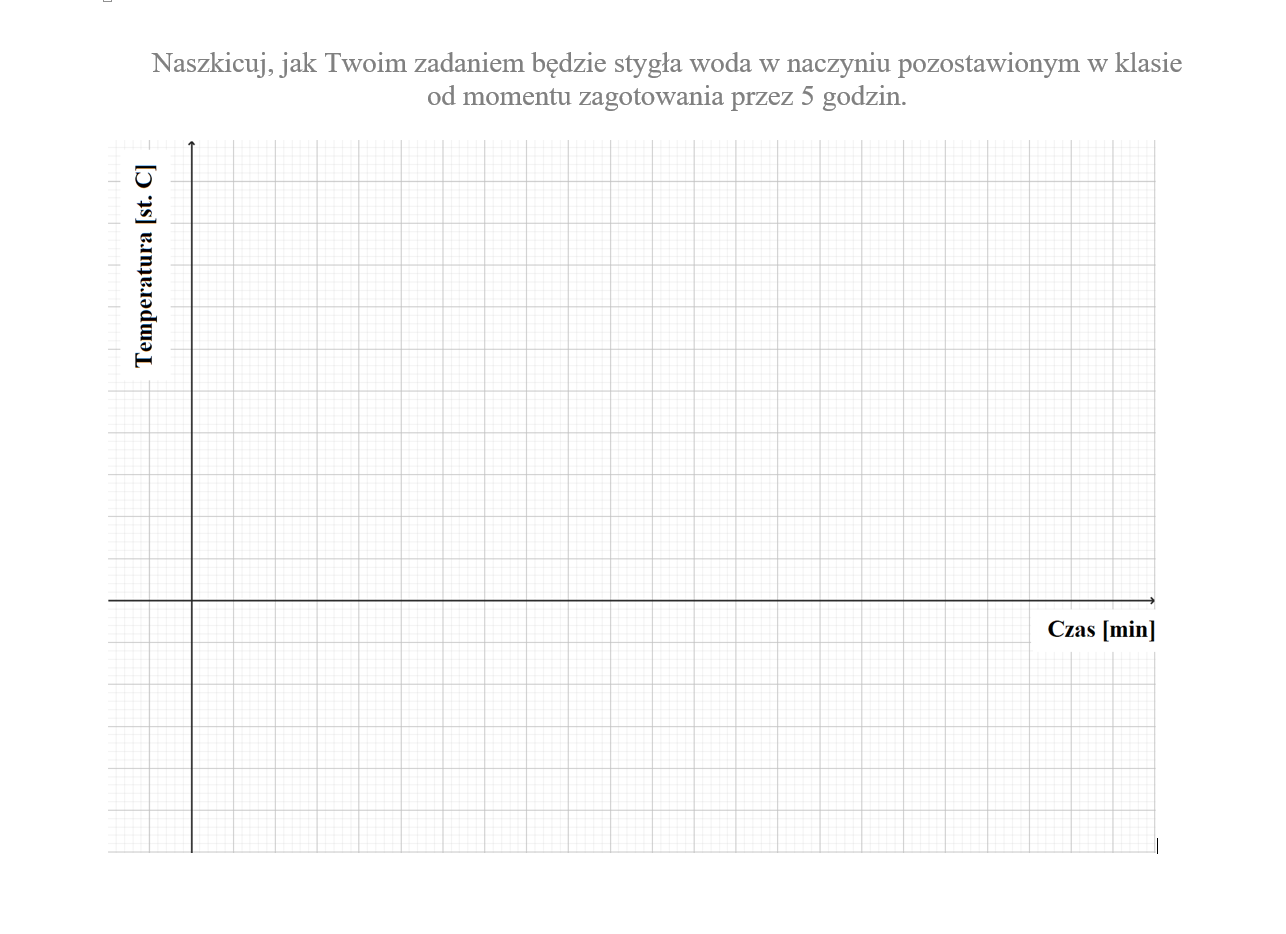 Naszkicuj, jak Twoim zadaniem będzie stygła woda w naczyniu pozostawionym w klasie
od momentu zagotowania przez 5 godzin.
Temperatura [st. C]
Czas [min]